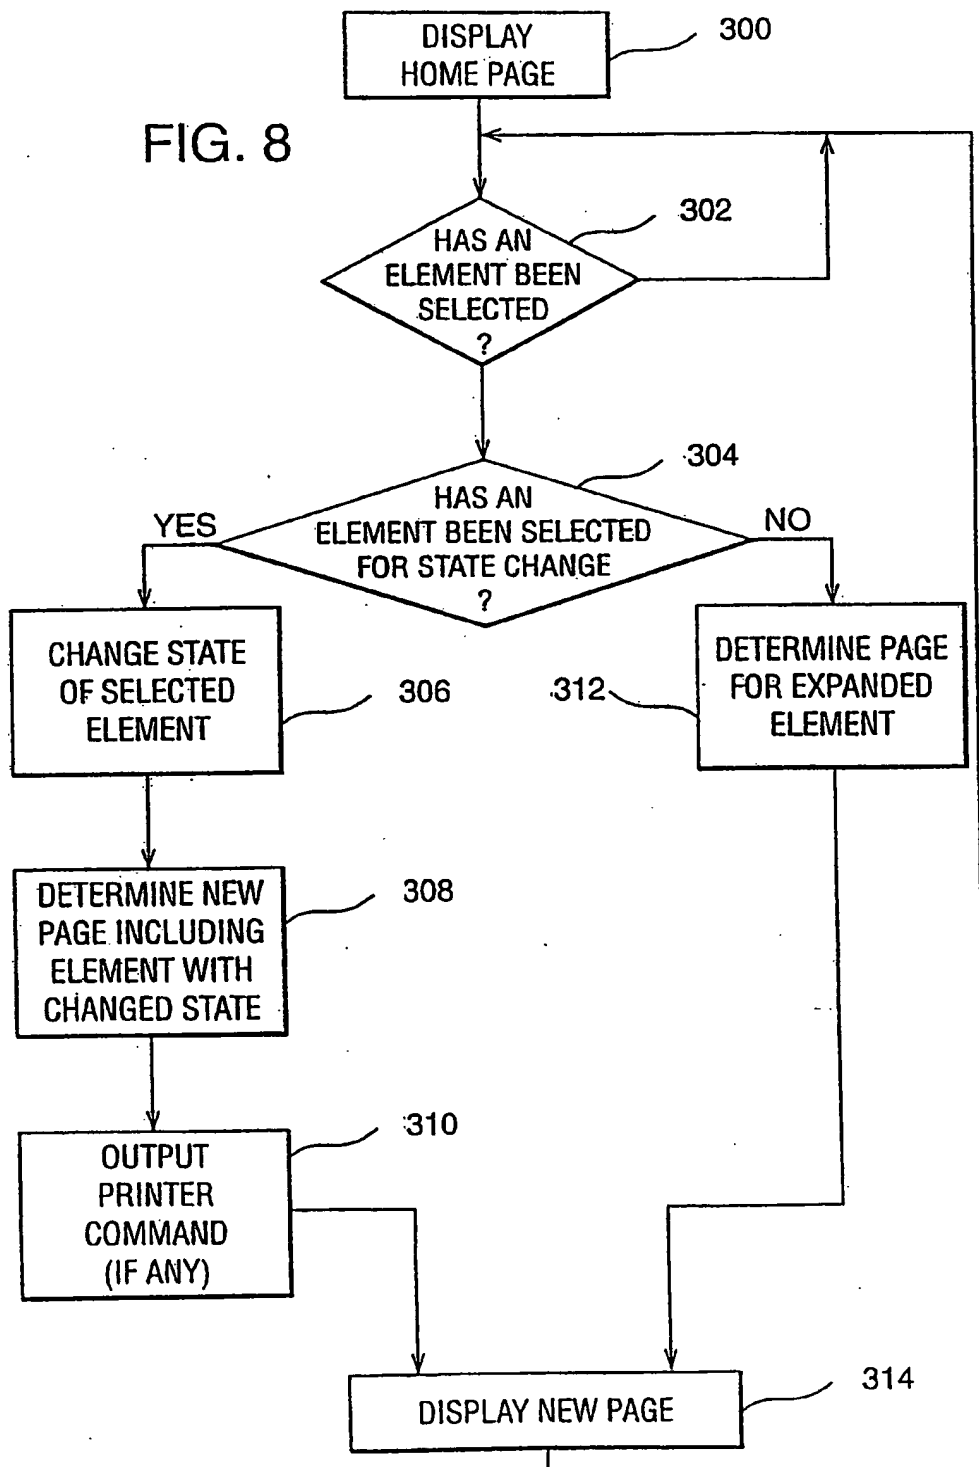 DISPLAY
HOME PAGE
300
FIG. 8
302
HAS AN
ELEMENT BEEN
SELECTED
?
304
HAS AN
ELEMENT BEEN SELECTED
FOR STATE CHANGE
?
YES
NO
CHANGE STATE
OF SELECTED
ELEMENT
306
312
DETERMINE PAGE
FOR EXPANDED
ELEMENT
DETERMINE NEW
PAGE INCLUDING
ELEMENT WITH
CHANGED STATE
308
OUTPUT
PRINTER
COMMAND
(IF ANY)
310
DISPLAY NEW PAGE
314